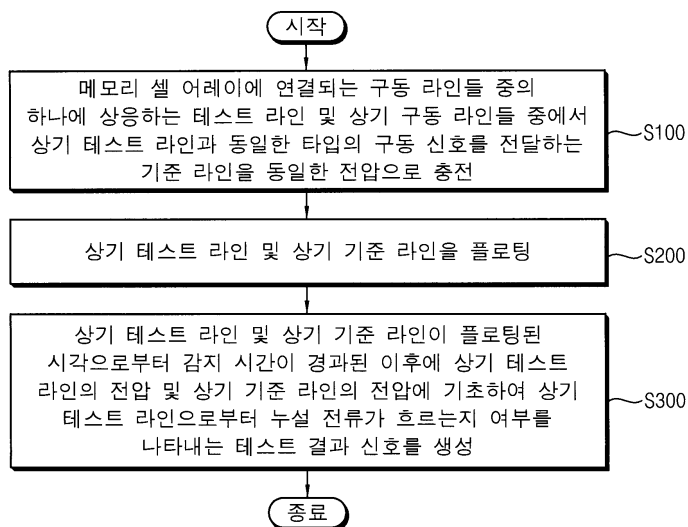 시작
메모리 셀 어레이에 연결되는 구동 라인들 중의
하나에 상응하는 테스트 라인 및 상기 구동 라인들 중에서
상기 테스트 라인과 동일한 타입의 구동 신호를 전달하는
기준 라인을 동일한 전압으로 충전
S100
상기 테스트 라인 및 상기 기준 라인을 플로팅
S200
상기 테스트 라인 및 상기 기준 라인이 플로팅된
시각으로부터 감지 시간이 경과된 이후에 상기 테스트
라인의 전압 및 상기 기준 라인의 전압에 기초하여 상기
테스트 라인으로부터 누설 전류가 흐르는지 여부를
나타내는 테스트 결과 신호를 생성
S300
종료